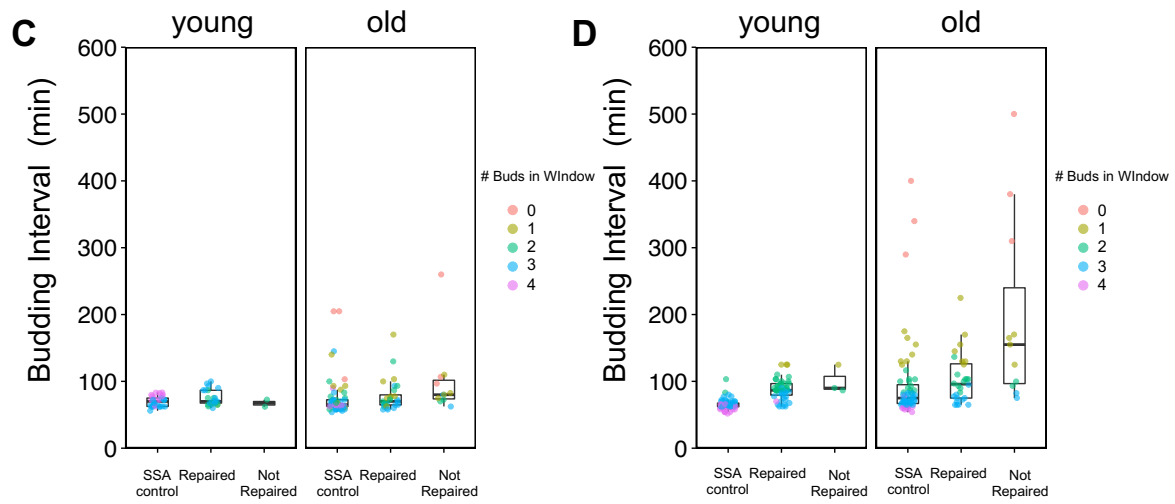 C
young
old
Budding Interval (min)
600
500
400
300
200
100
0
SSA
control
Repaired
Not
Repaired
SSA
control
Repaired
Not
Repaired
# Buds in WIndow
0
1
2
3
4
D
young
old
Budding Interval (min)
600
500
400
300
200
100
0
SSA
control
Repaired
Not
Repaired
SSA
control
Repaired
Not
Repaired
# Buds in WIndow
0
1
2
3
4